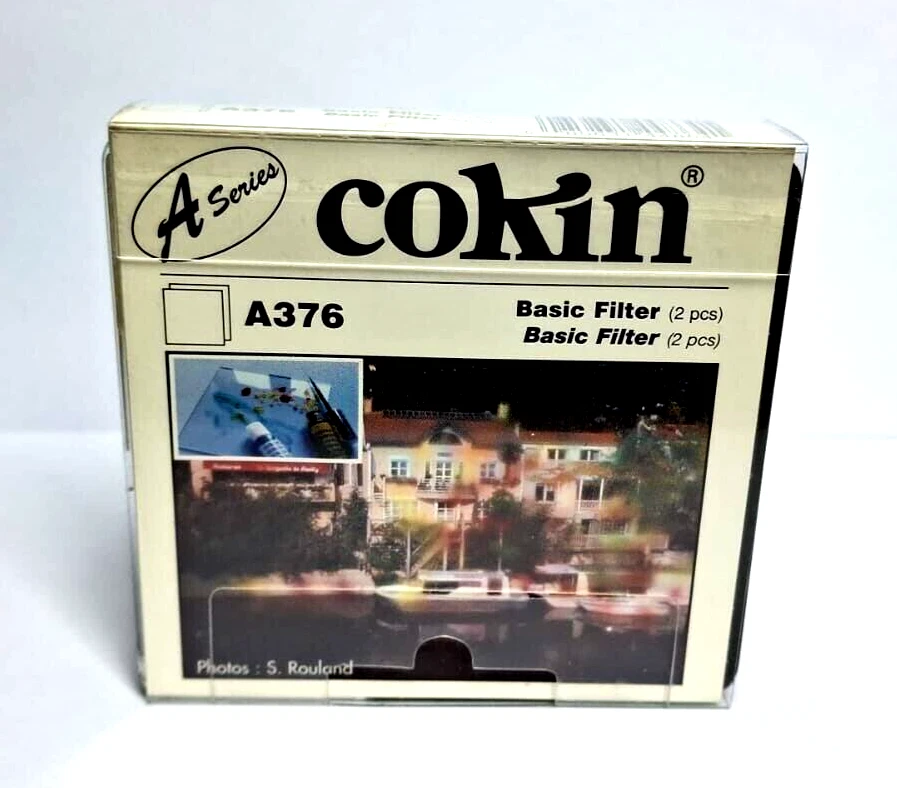 A Series
cokin®
A376
Basic Filter (2 pcs)
Basic Filter (2 pcs)
Photos : S. Rouland